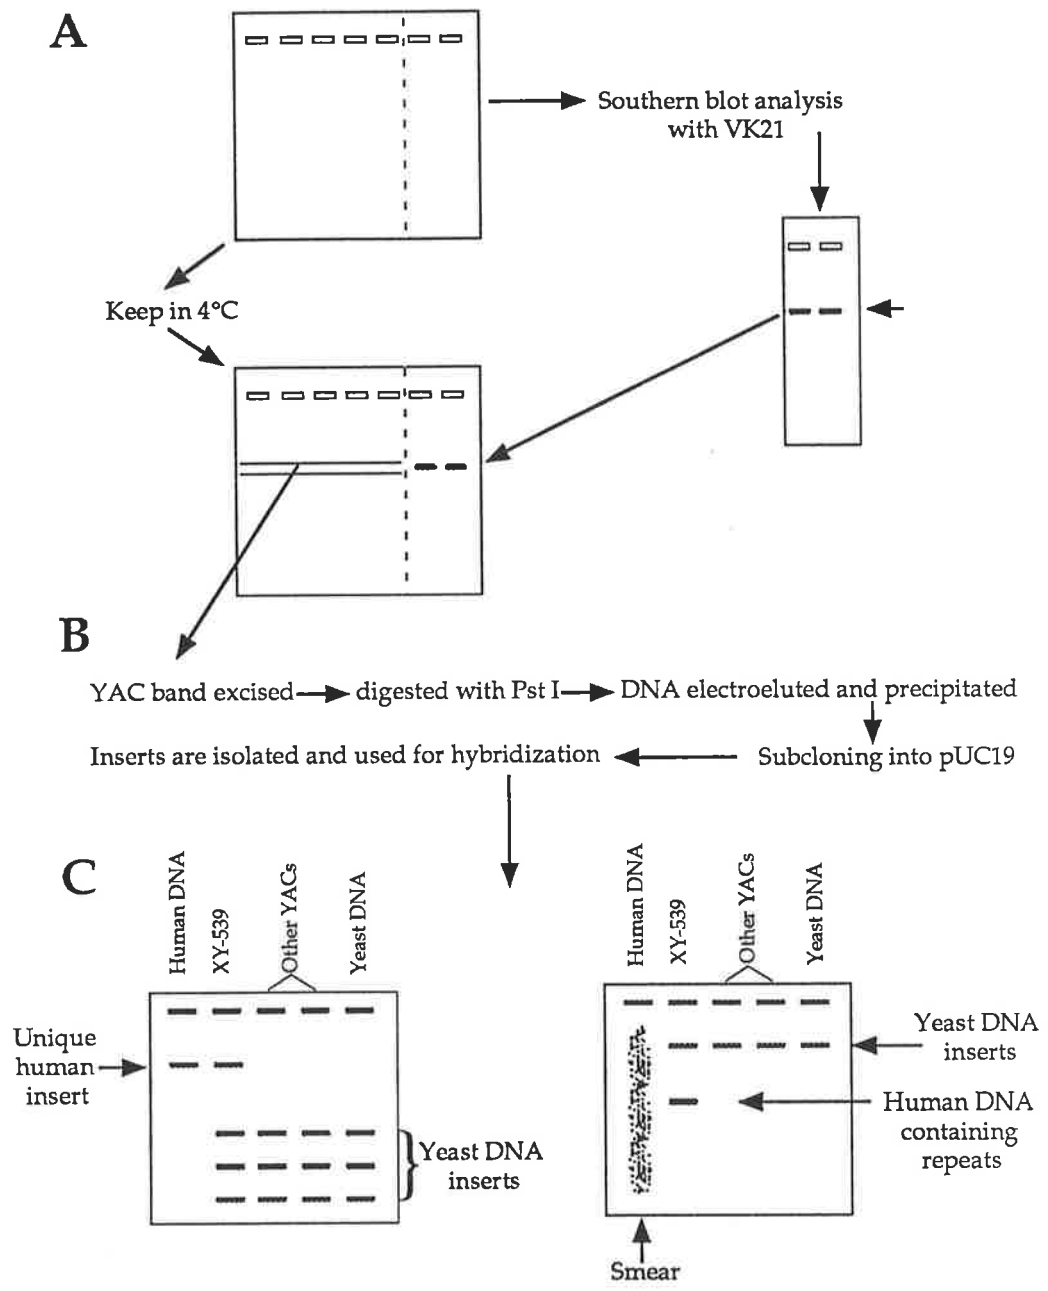 A
Southern blot analysis
with VK21
Keep in 4°C
B
YAC band excised
digested with Pst I
DNA electroeluted and precipitated
Inserts are isolated and used for hybridization
Subcloning into pUC19
C
Human DNA
XY-539
Other YACs
Yeast DNA
Unique
human
insert
Yeast DNA
inserts
Human DNA
XY-539
Other YACs
Yeast DNA
Yeast DNA
inserts
Human DNA
containing
repeats
Smear